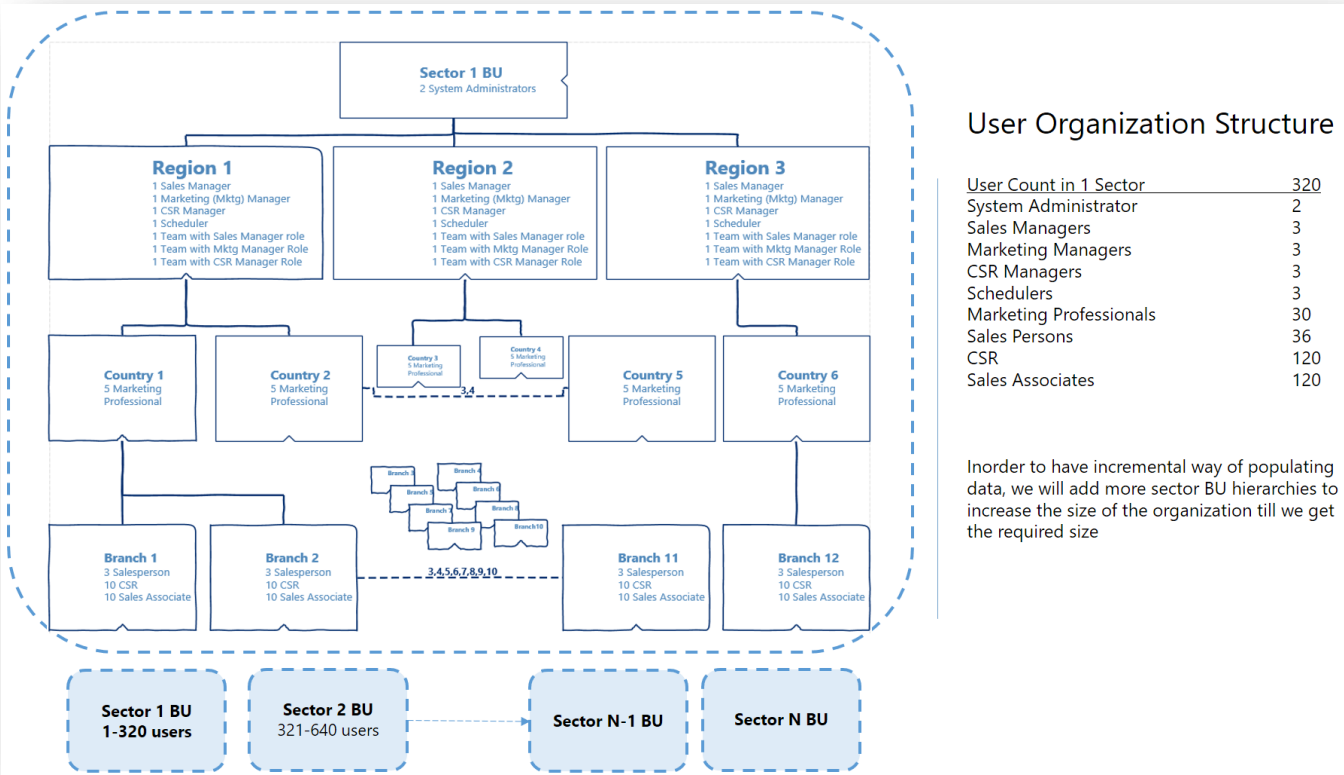 Sector 1 BU
2 System Administrators
Region 1
1 Sales Manager
1 Marketing (Mktg) Manager
1 CSR Manager
1 Scheduler
1 Team with Sales Manager role
1 Team with Mktg Manager Role
1 Team with CSR Manager Role
Region 2
1 Sales Manager
1 Marketing (Mktg) Manager
1 CSR Manager
1 Scheduler
1 Team with Sales Manager role
1 Team with Mktg Manager Role
1 Team with CSR Manager Role
Region 3
1 Sales Manager
1 Marketing (Mktg) Manager
1 CSR Manager
1 Scheduler
1 Team with Sales Manager role
1 Team with Mktg Manager Role
1 Team with CSR Manager Role
Country 1
5 Marketing
Professional
Country 2
5 Marketing
Professional
Country 3
5 Marketing
Professional
Country 4
5 Marketing
Professional
3,4
Country 5
5 Marketing
Professional
Country 6
5 Marketing
Professional
Branch 1
3 Salesperson
10 CSR
10 Sales Associate
Branch 2
3 Salesperson
10 CSR
10 Sales Associate
Branch 3
Branch 4
Branch 5
Branch 6
Branch 7
Branch 8
Branch 9
Branch10
3,4,5,6,7,8,9,10
Branch 11
3 Salesperson
10 CSR
10 Sales Associate
Branch 12
3 Salesperson
10 CSR
10 Sales Associate
Sector 1 BU
1-320 users
Sector 2 BU
321-640 users
Sector N-1 BU
Sector N BU
User Organization Structure
User Count in 1 Sector 320
System Administrator 2
Sales Managers 3
Marketing Managers 3
CSR Managers 3
Schedulers 3
Marketing Professionals 30
Sales Persons 36
CSR 120
Sales Associates 120
Inorder to have incremental way of populating
data, we will add more sector BU hierarchies to
increase the size of the organization till we get
the required size